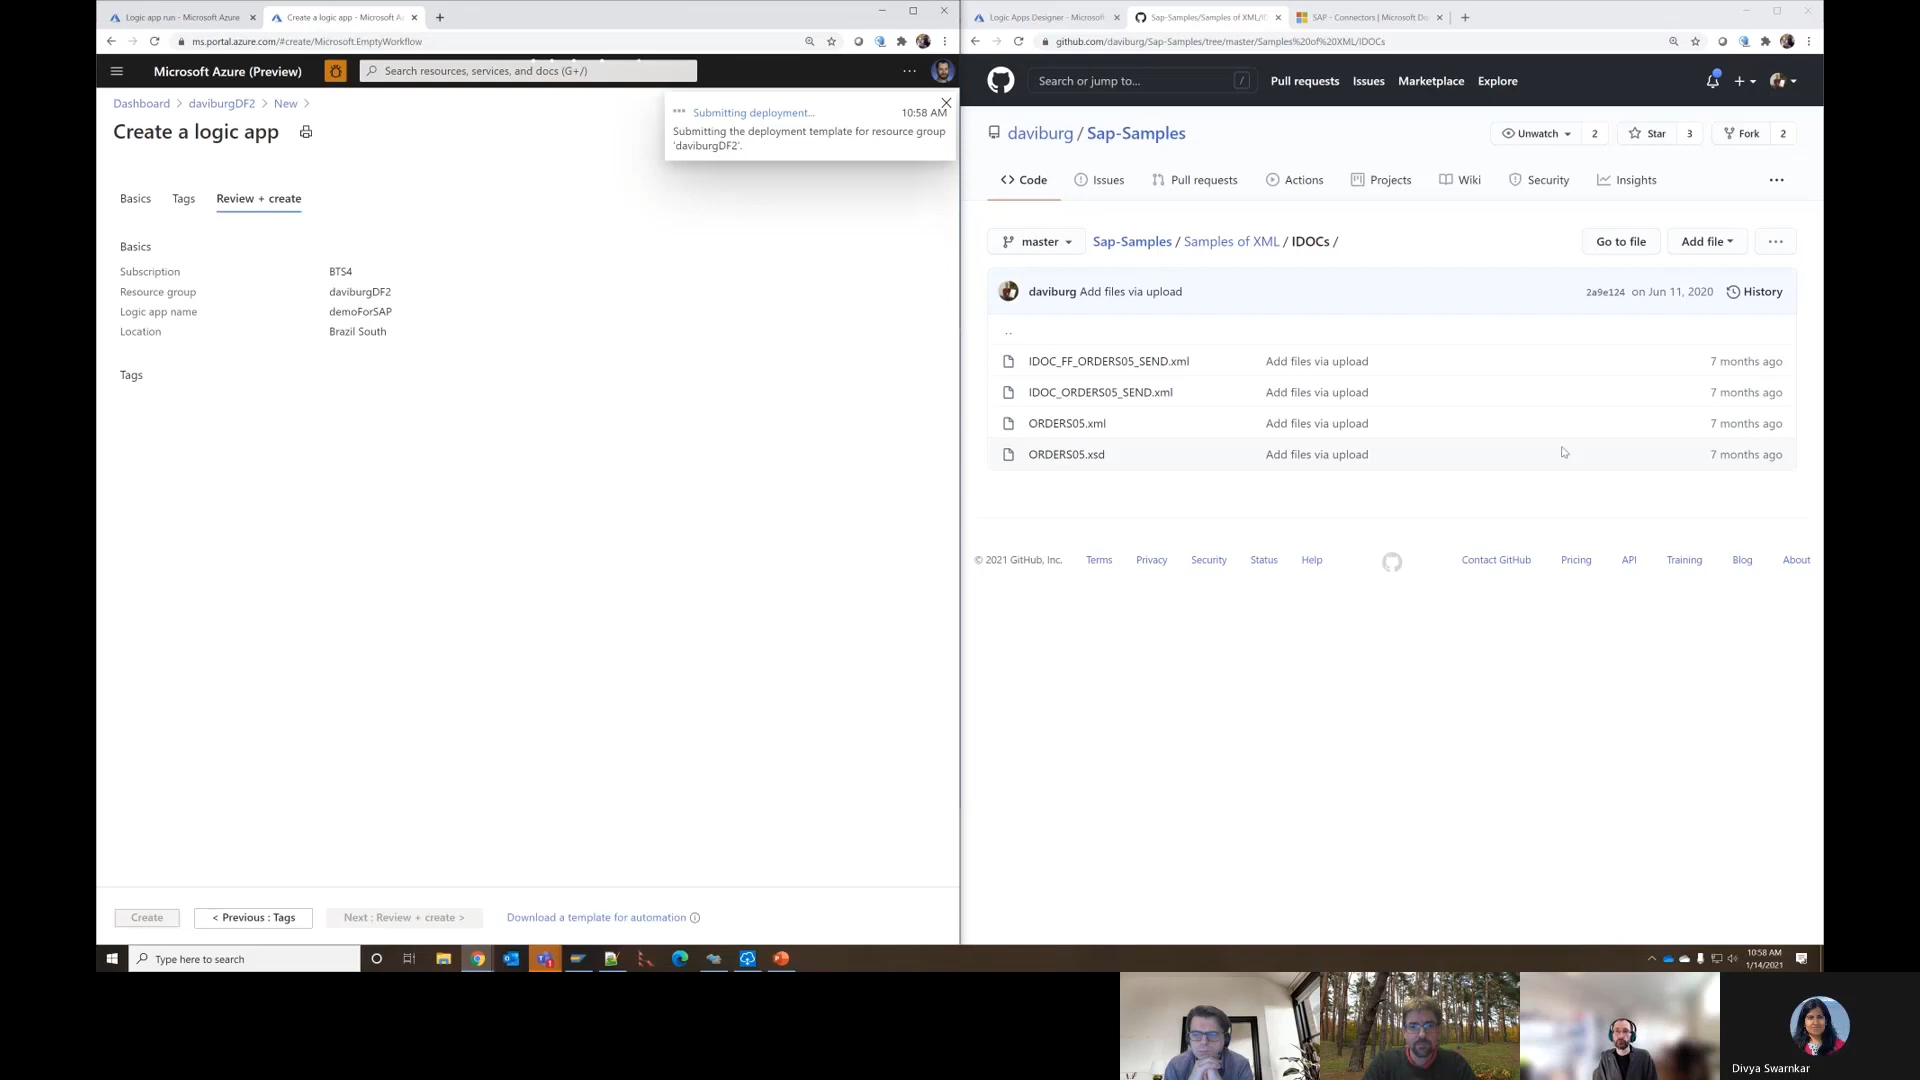 Logic app run - Microsoft Azure
Create a logic app - Microsoft A
ms.portal.azure.com/#create/Microsoft.EmptyWorkflow
Microsoft Azure (Preview)
Search resources, services, and docs (G+/)
Dashboard > daviburgDF2 > New >
Create a logic app
Submitting deployment...
10:58 AM
Submitting the deployment template for resource group
'daviburgDF2'.
Basics
Tags
Review + create
Basics
Subscription
BTS4
Resource group
daviburgDF2
Logic app name
demoForSAP
Location
Brazil South
Tags
Create
< Previous : Tags
Next : Review + create >
Download a template for automation
Logic Apps Designer - Microsoft
Sap-Samples/Samples of XML/I
SAP - Connectors | Microsoft Do
github.com/daviburg/Sap-Samples/tree/master/Samples%20of%20XML/IDOCs
Search or jump to...
/
Pull requests
Issues
Marketplace
Explore
daviburg / Sap-Samples
Unwatch
2
Star
3
Fork
2
Code
Issues
Pull requests
Actions
Projects
Wiki
Security
Insights
master
Sap-Samples / Samples of XML / IDOCs /
Go to file
Add file
daviburg Add files via upload
2a9e124 on Jun 11, 2020
History
..
IDOC_FF_ORDERS05_SEND.xml
Add files via upload
7 months ago
IDOC_ORDERS05_SEND.xml
Add files via upload
7 months ago
ORDERS05.xml
Add files via upload
7 months ago
ORDERS05.xsd
Add files via upload
7 months ago
© 2021 GitHub, Inc.
Terms
Privacy
Security
Status
Help
Contact GitHub
Pricing
API
Training
Blog
About
Type here to search
10:58 AM
1/14/2021
Divya Swarnkar